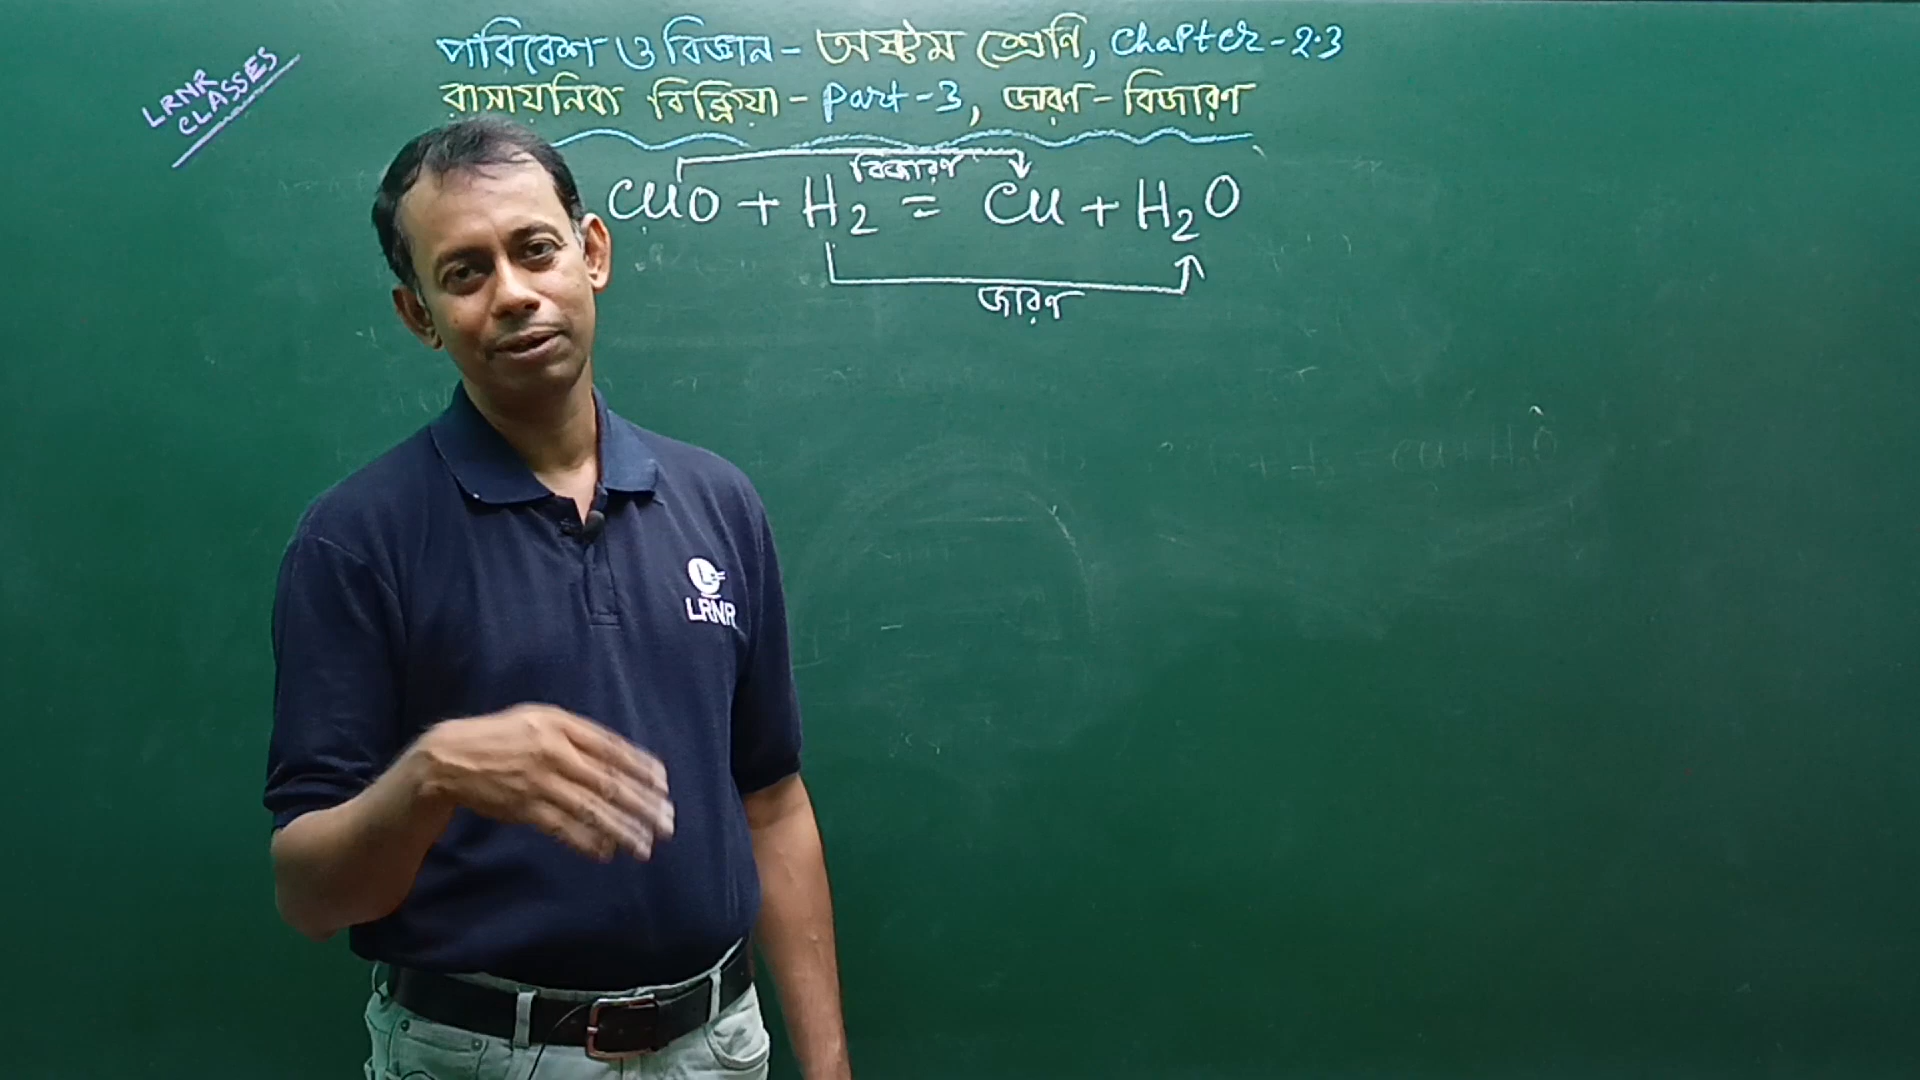 LRNR
CLASSES
পরিবেশ ও বিজ্ঞান - অষ্টম শ্রেণি, Chapter - 2.3
রাসায়নিক বিক্রিয়া - Part - 3, জারণ - বিজারণ
বিজারণ
CuO + H₂ = Cu + H₂O
জারণ
LRNR